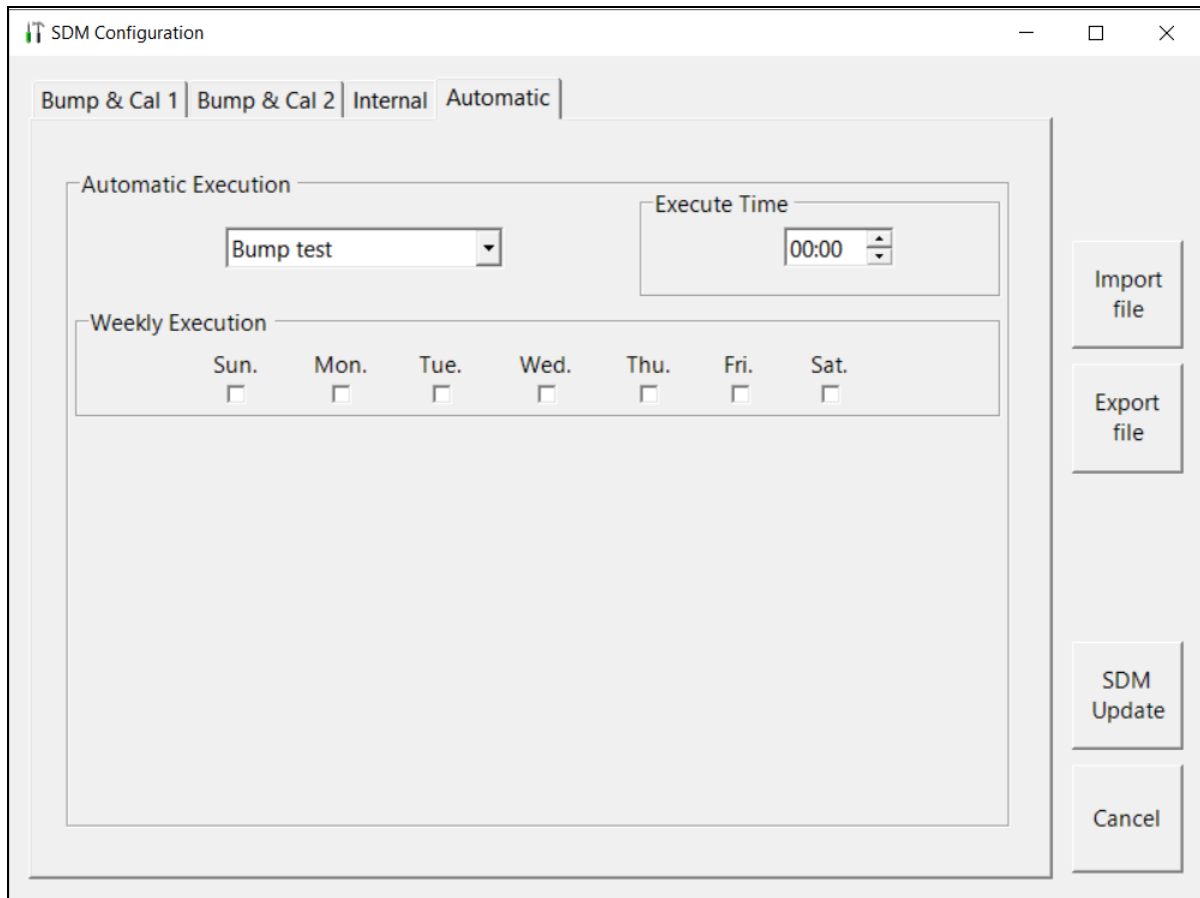 SDM Configuration
Bump & Cal 1 Bump & Cal 2 Internal Automatic
Automatic Execution
Execute Time
Bump test
00:00
Weekly Execution
Sun. Mon. Tue. Wed. Thu. Fri. Sat.
Import
file
Export
file
SDM
Update
Cancel